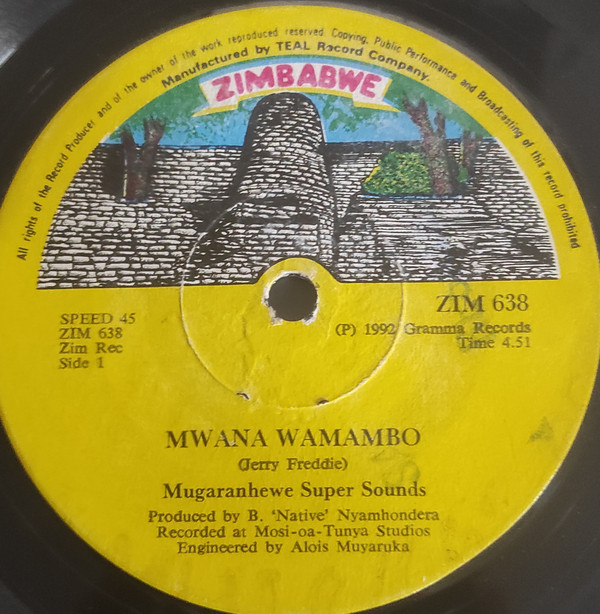 All rights of the Record Producer and of the owner of the work reproduced reserved. Copying, Public Performance and Broadcasting of this record prohibited
Manufactured by TEAL Record Company.
ZIMBABWE
SPEED 45
ZIM 638
Zim Rec
Side 1
ZIM 638
(P) 1992 Gramma Records
Time 4.51
MWANA WAMAMBO
(Jerry Freddie)
Mugaranhewe Super Sounds
Produced by B. ‘Native’ Nyamhondera
Recorded at Mosi-oa-Tunya Studios
Engineered by Alois Muyaruka